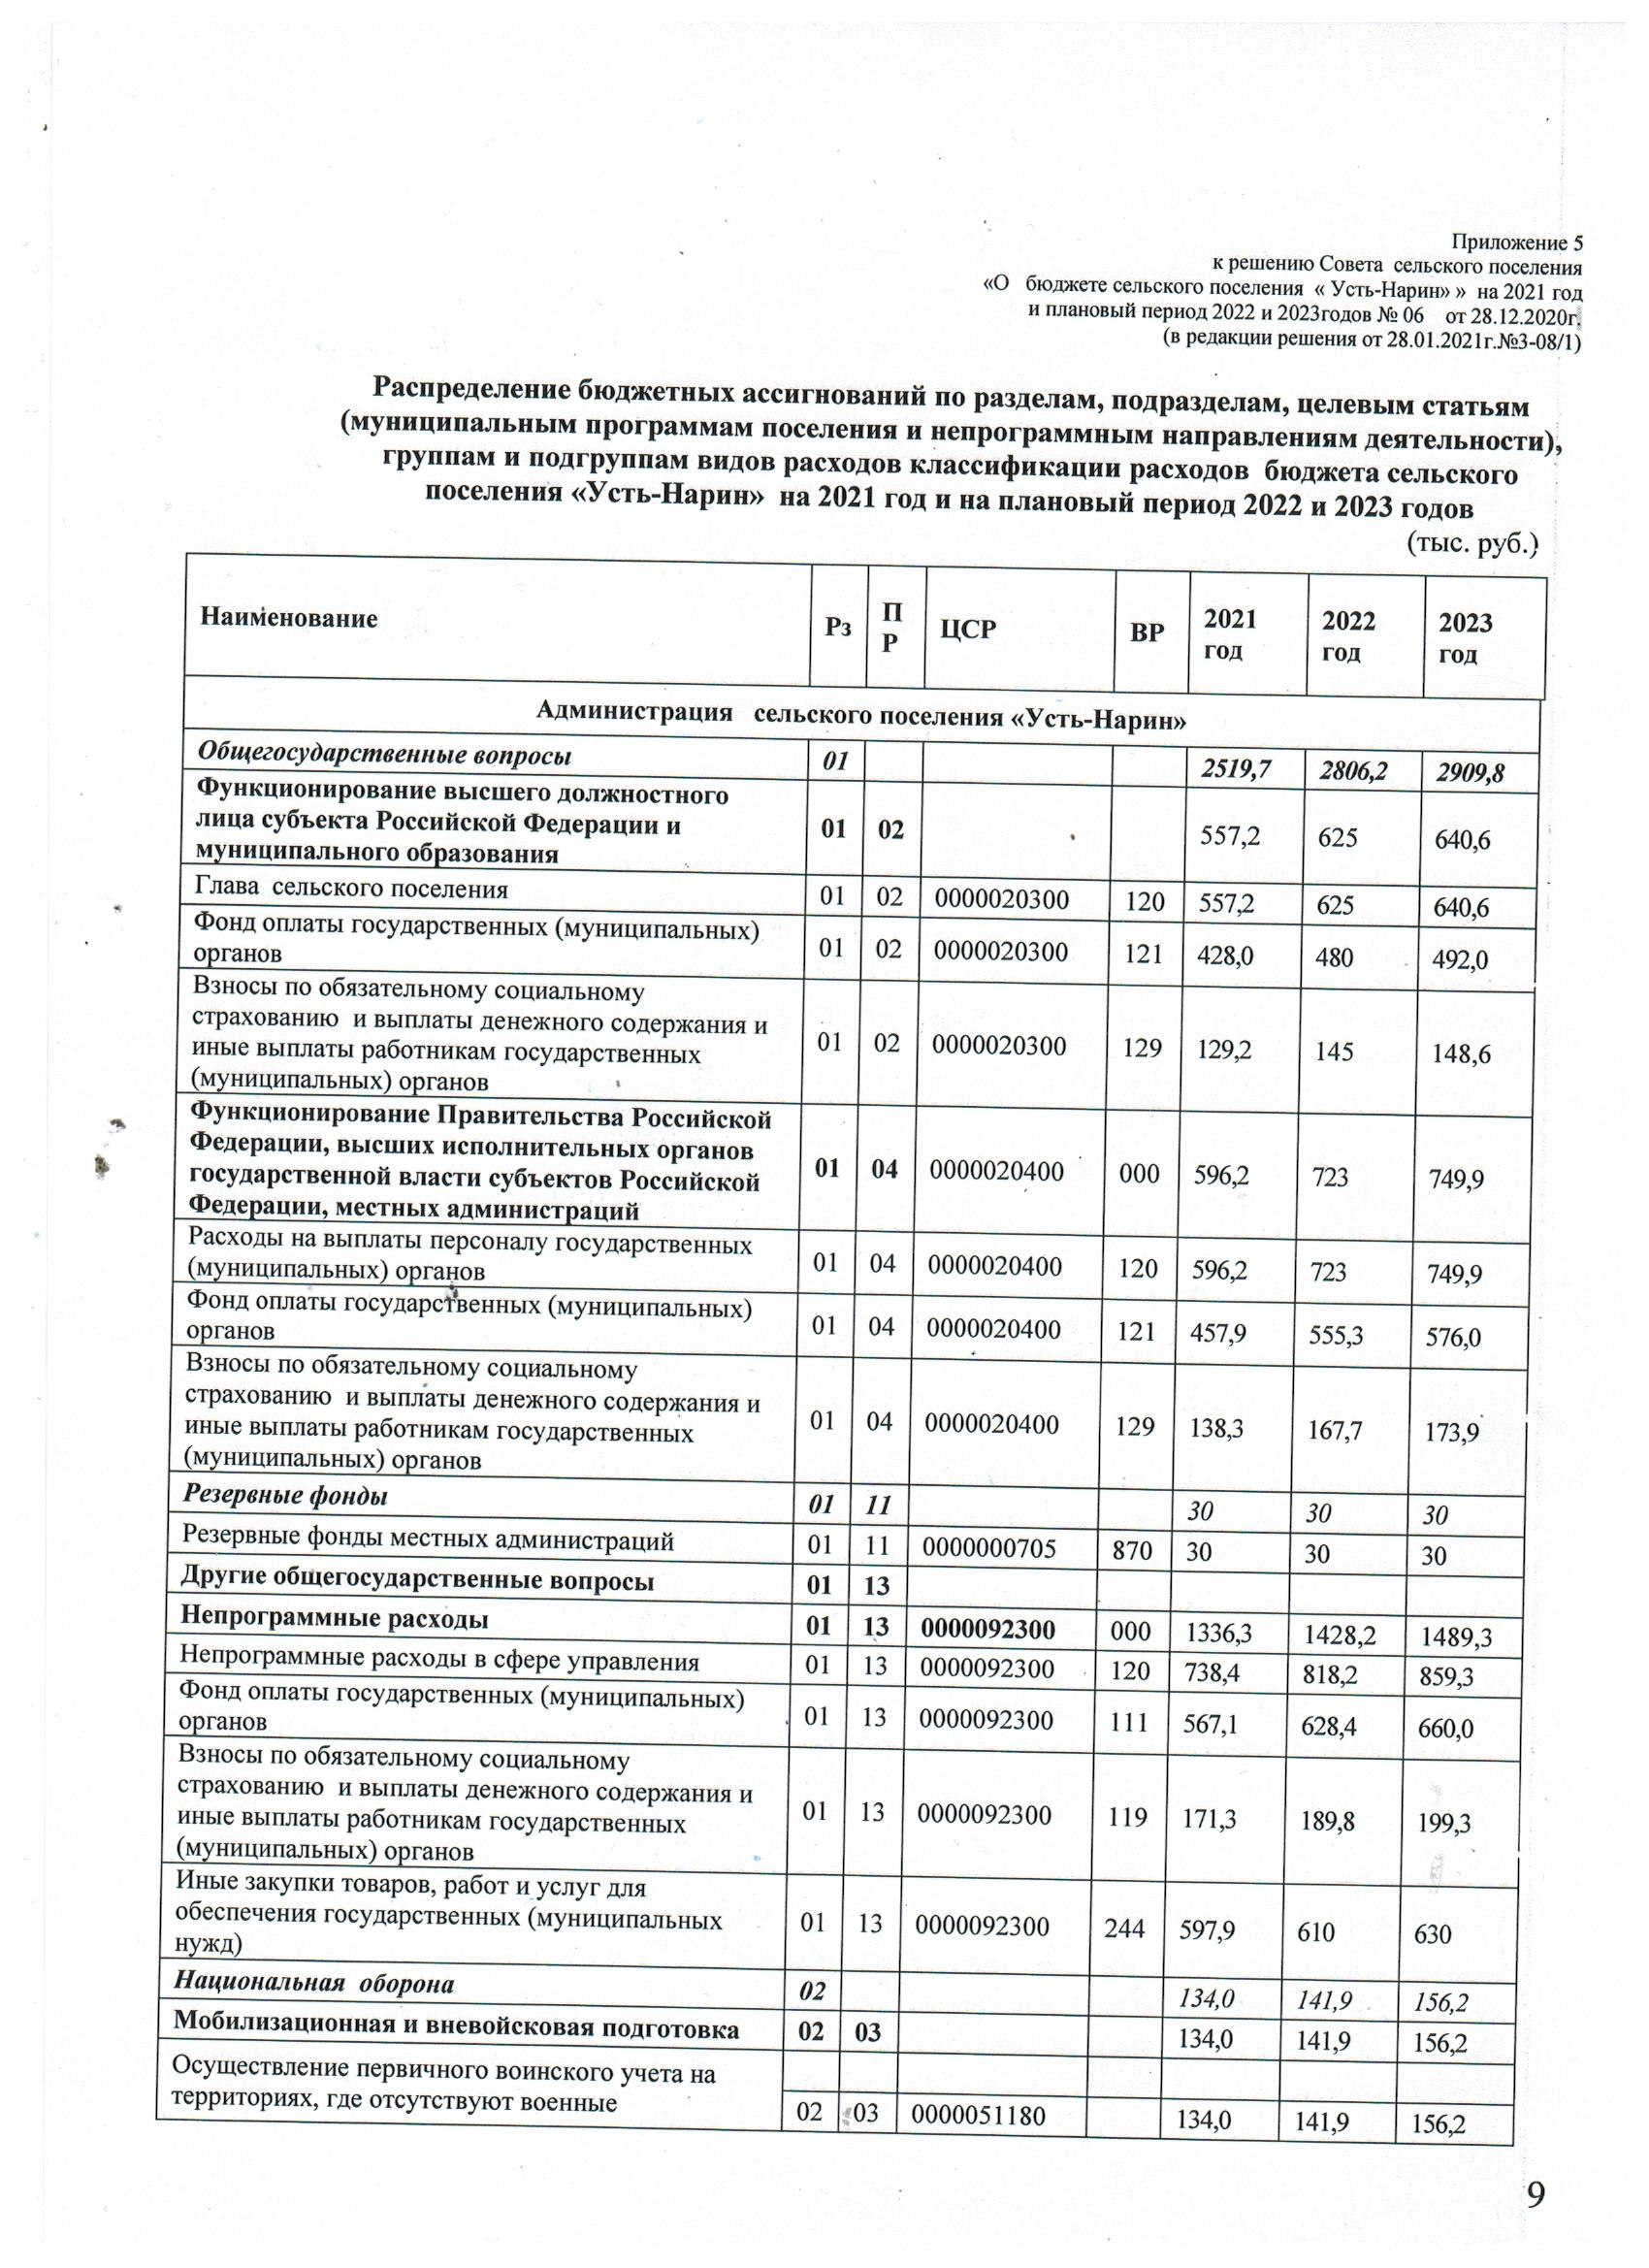 Приложение 5
к решению Совета сельского поселения
«О бюджете сельского поселения « Усть-Нарин» » на 2021 год
и плановый период 2022 и 2023годов № 06 от 28.12.2020г.
(в редакции решения от 28.01.2021г.№3-08/1)
Распределение бюджетных ассигнований по разделам, подразделам, целевым статьям
(муниципальным программам поселения и непрограммным направлениям деятельности),
группам и подгруппам видов расходов классификации расходов бюджета сельского
поселения «Усть-Нарин» на 2021 год и на плановый период 2022 и 2023 годов
(тыс. руб.)
Наименование Рз П Р ЦСР ВР 2021 год 2022 год 2023 год
Администрация сельского поселения «Усть-Нарин»
Общегосударственные вопросы 01 2519,7 2806,2 2909,8
Функционирование высшего должностного
лица субъекта Российской Федерации и
муниципального образования
01 02 557,2 625 640,6
Глава сельского поселения 01 02 0000020300 120 557,2 625 640,6
Фонд оплаты государственных (муниципальных)
органов
01 02 0000020300 121 428,0 480 492,0
Взносы по обязательному социальному
страхованию и выплаты денежного содержания и
иные выплаты работникам государственных
(муниципальных) органов
01 02 0000020300 129 129,2 145 148,6
Функционирование Правительства Российской
Федерации, высших исполнительных органов
государственной власти субъектов Российской
Федерации, местных администраций
01 04 0000020400 000 596,2 723 749,9
Расходы на выплаты персоналу государственных
(муниципальных) органов
01 04 0000020400 120 596,2 723 749,9
Фонд оплаты государственных (муниципальных)
органов
01 04 0000020400 121 457,9 555,3 576,0
Взносы по обязательному социальному
страхованию и выплаты денежного содержания и
иные выплаты работникам государственных
(муниципальных) органов
01 04 0000020400 129 138,3 167,7 173,9
Резервные фонды 01 11 30 30 30
Резервные фонды местных администраций 01 11 0000000705 870 30 30 30
Другие общегосударственные вопросы 01 13
Непрограммные расходы 01 13 0000092300 000 1336,3 1428,2 1489,3
Непрограммные расходы в сфере управления 01 13 0000092300 120 738,4 818,2 859,3
Фонд оплаты государственных (муниципальных)
органов
01 13 0000092300 111 567,1 628,4 660,0
Взносы по обязательному социальному
страхованию и выплаты денежного содержания и
иные выплаты работникам государственных
(муниципальных) органов
01 13 0000092300 119 171,3 189,8 199,3
Иные закупки товаров, работ и услуг для
обеспечения государственных (муниципальных
нужд)
01 13 0000092300 244 597,9 610 630
Национальная оборона 02 134,0 141,9 156,2
Мобилизационная и вневойсковая подготовка 02 03 134,0 141,9 156,2
Осуществление первичного воинского учета на
территориях, где отсутствуют военные
02 03 0000051180 134,0 141,9 156,2
9